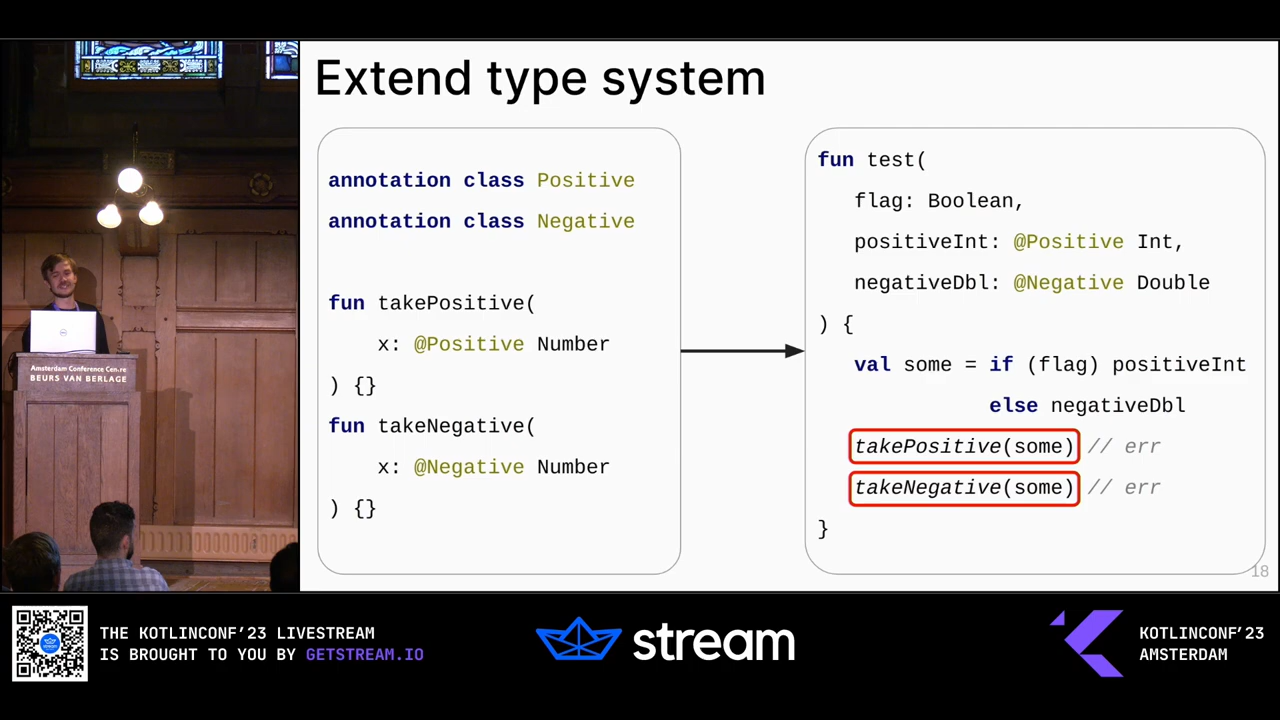 Extend type system
annotation class Positive
annotation class Negative
fun takePositive(
x: @Positive Number
) {}
fun takeNegative(
x: @Negative Number
) {}
fun test(
flag: Boolean,
positiveInt: @Positive Int,
negativeDbl: @Negative Double
) {
val some = if (flag) positiveInt
else negativeDbl
takePositive(some) // err
takeNegative(some) // err
}
18
Amsterdam Conference Cen·re
BEURS VAN BERLAGE
THE KOTLINCONF'23 LIVESTREAM
IS BROUGHT TO YOU BY GETSTREAM.IO
stream
KOTLINCONF'23
AMSTERDAM